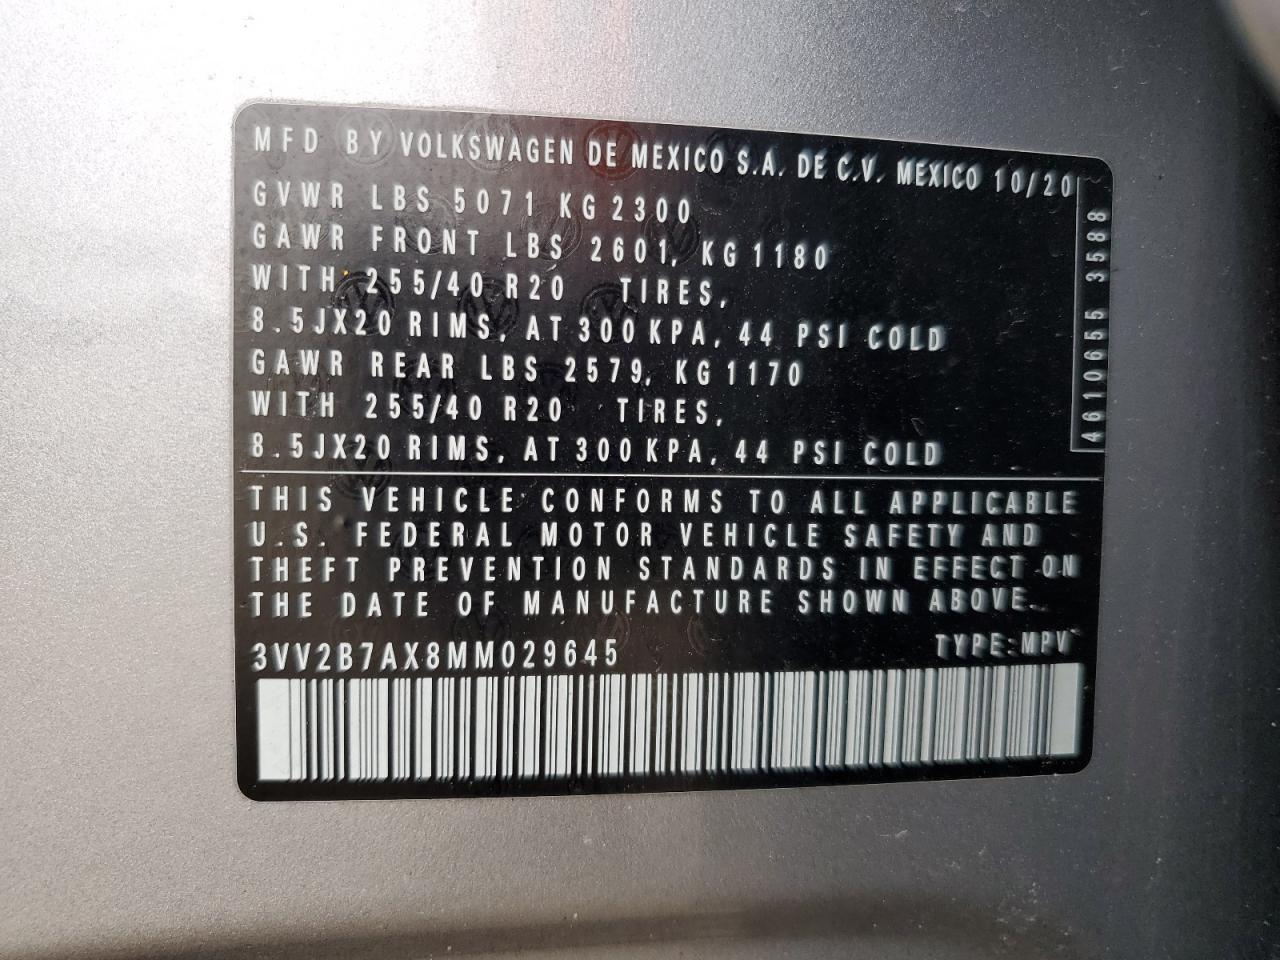 MFD BY VOLKSWAGEN DE MEXICO S.A. DE C.V. MEXICO 10/20
GVWR LBS 5071 KG 2300
GAWR FRONT LBS 2601, KG 1180
WITH 255/40 R20 TIRES,
8.5JX20 RIMS, AT 300 KPA, 44 PSI COLD
GAWR REAR LBS 2579, KG 1170
WITH 255/40 R20 TIRES,
8.5JX20 RIMS, AT 300 KPA, 44 PSI COLD
4610655 3588
THIS VEHICLE CONFORMS TO ALL APPLICABLE
U.S. FEDERAL MOTOR VEHICLE SAFETY AND
THEFT PREVENTION STANDARDS IN EFFECT ON
THE DATE OF MANUFACTURE SHOWN ABOVE.
3VV2B7AX8MM029645 TYPE:MPV